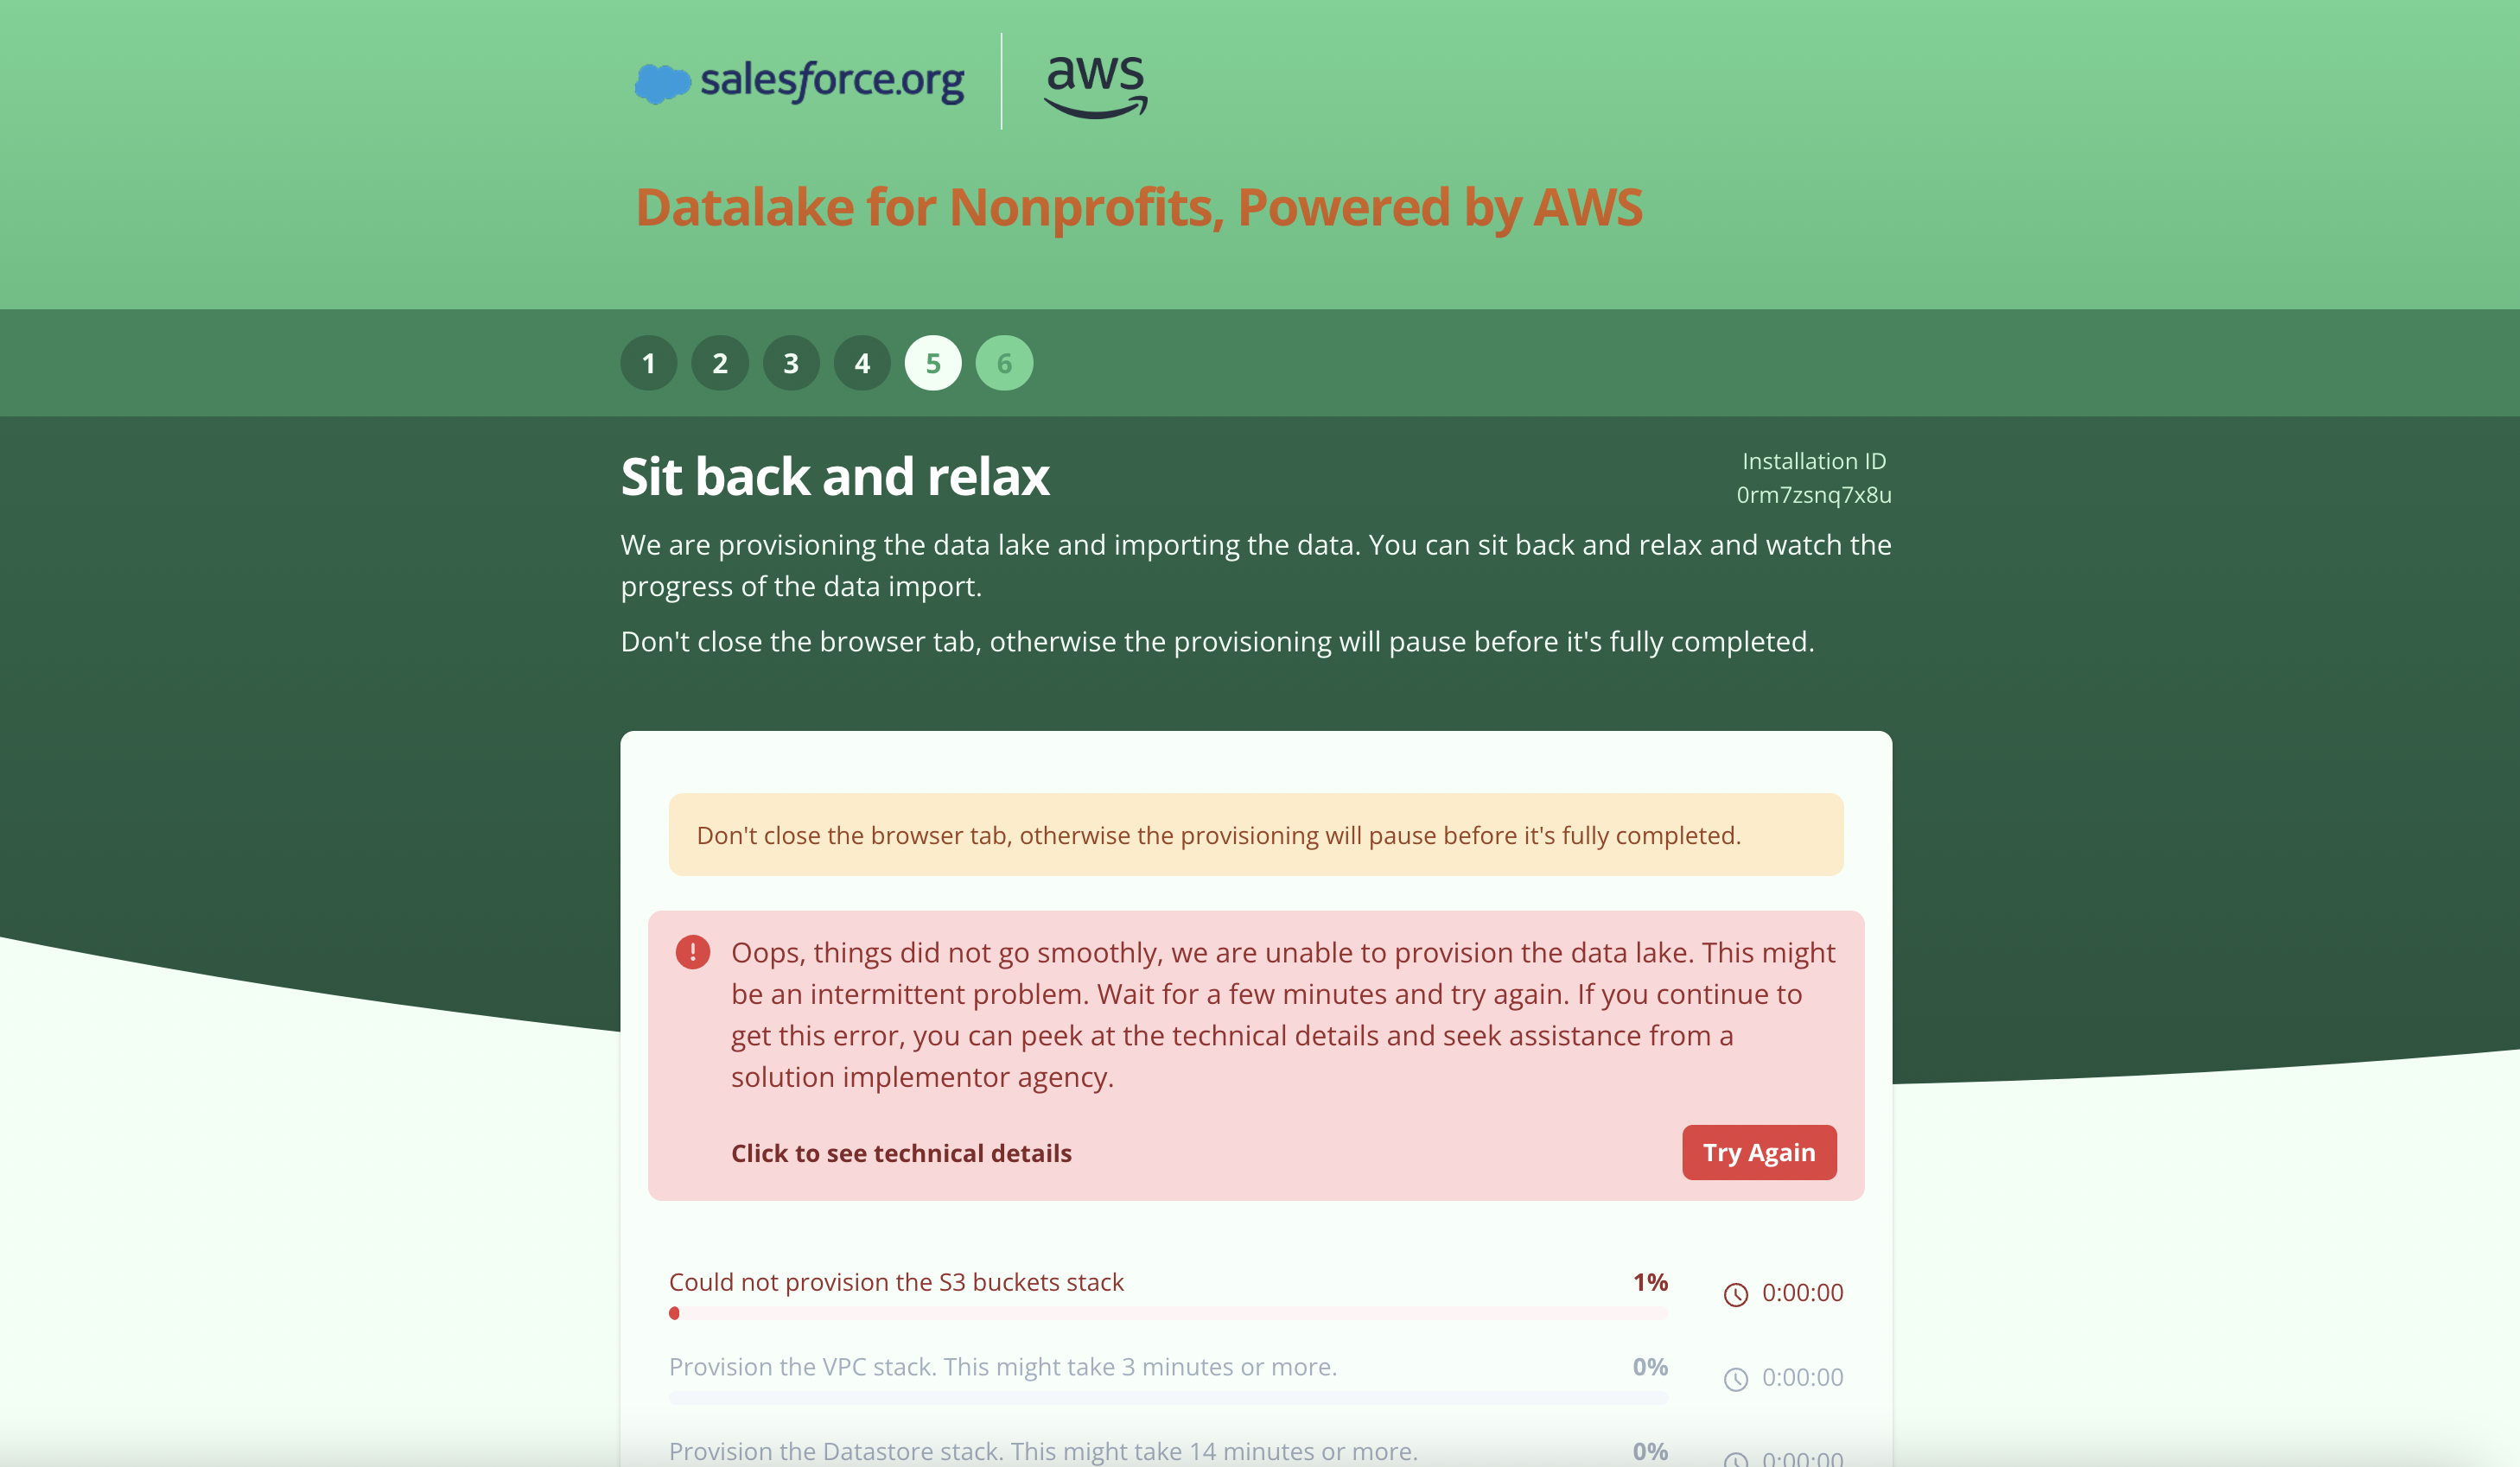 salesforce.org
aws
Datalake for Nonprofits, Powered by AWS
1 2 3 4 5 6
Sit back and relax
Installation ID
0rm7zsnq7x8u
We are provisioning the data lake and importing the data. You can sit back and relax and watch the
progress of the data import.
Don't close the browser tab, otherwise the provisioning will pause before it's fully completed.
Don't close the browser tab, otherwise the provisioning will pause before it's fully completed.
Oops, things did not go smoothly, we are unable to provision the data lake. This might
be an intermittent problem. Wait for a few minutes and try again. If you continue to
get this error, you can peek at the technical details and seek assistance from a
solution implementor agency.
Click to see technical details
Try Again
Could not provision the S3 buckets stack 1% 0:00:00
Provision the VPC stack. This might take 3 minutes or more. 0% 0:00:00
Provision the Datastore stack. This might take 14 minutes or more. 0% 0:00:00